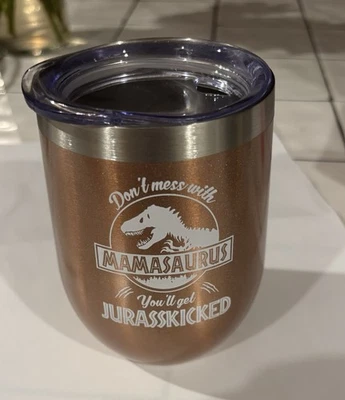 Don't mess with
MAMASAURUS
You'll get
JURASSKICKED